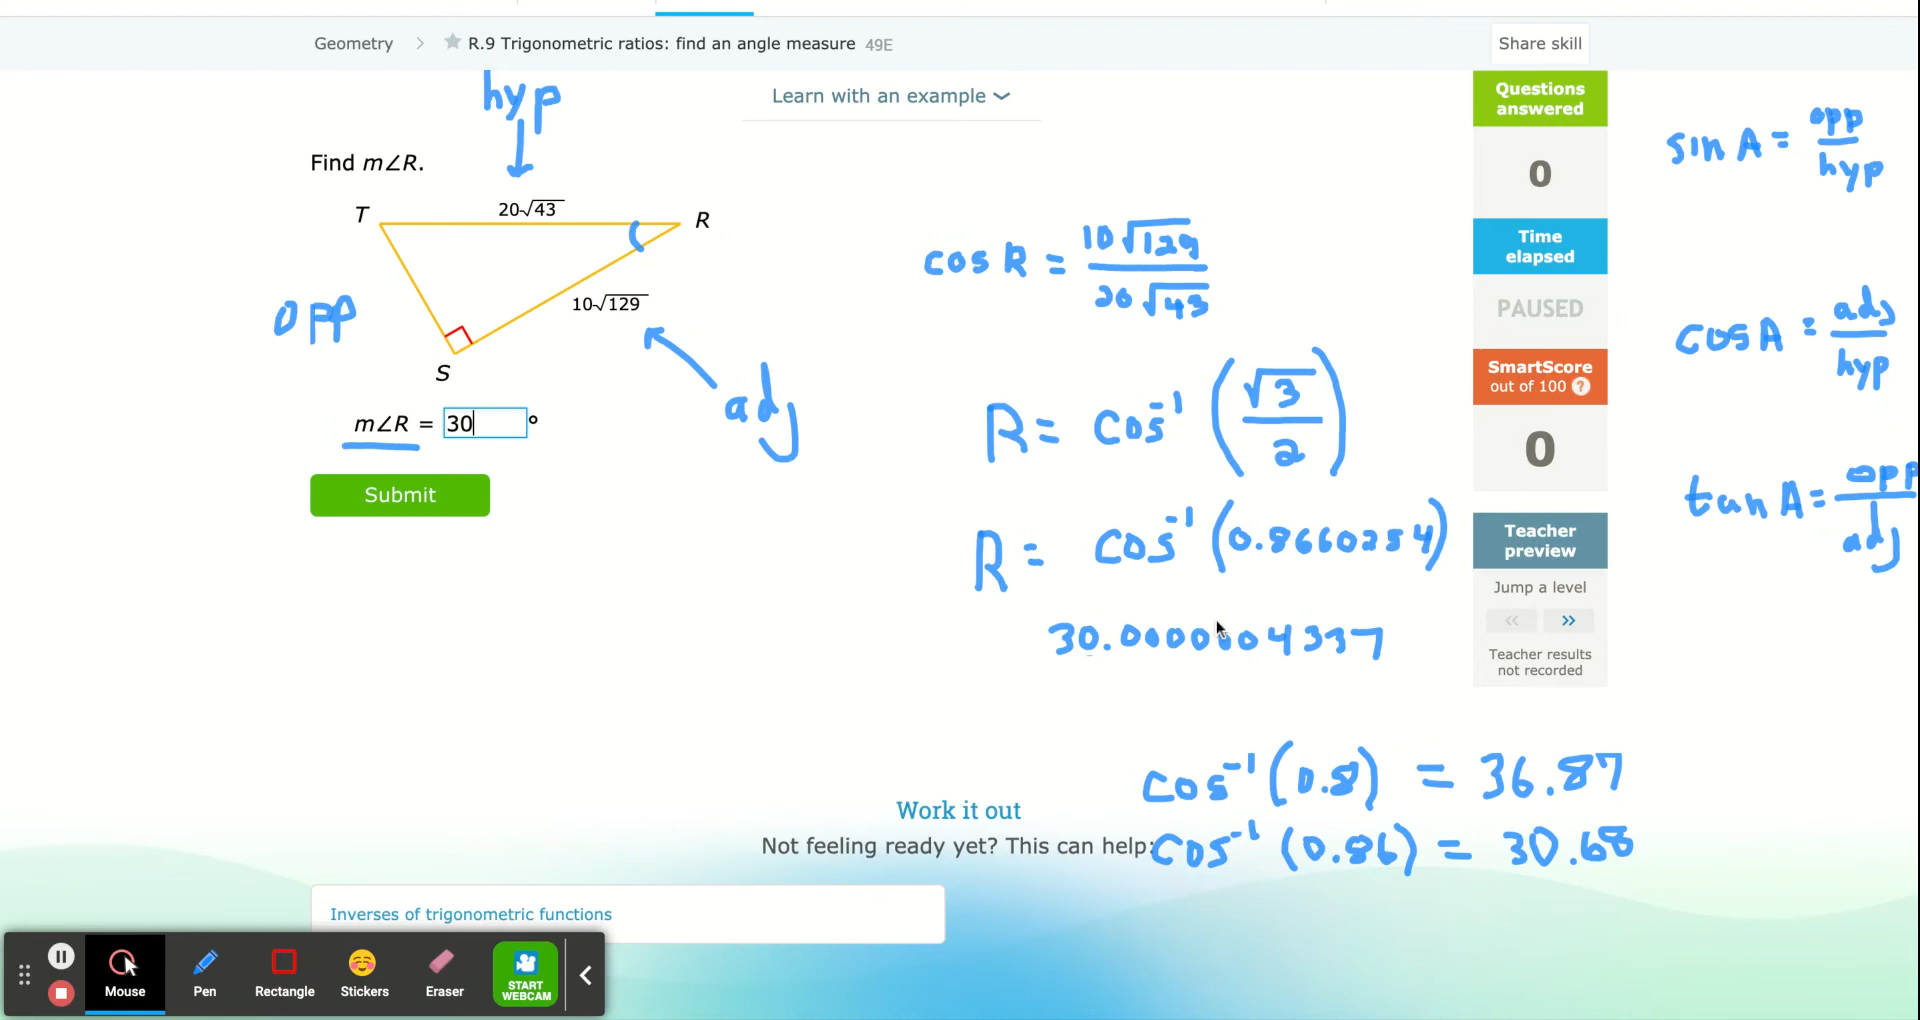 Geometry > R.9 Trigonometric ratios: find an angle measure 49E
Share skill
hyp
Learn with an example
Find m∠R.
T
20√43
R
10√129
S
opp
adj
m∠R = 30 °
Submit
cos R = 10√129 / 20√43
R = cos⁻¹ (√3 / 2)
R = cos⁻¹ (0.8660254)
30.0000004337
cos⁻¹ (0.8) = 36.87
cos⁻¹ (0.86) = 30.68
Questions
answered
0
Time
elapsed
PAUSED
SmartScore
out of 100 ?
0
Teacher
preview
Jump a level
<< >>
Teacher results
not recorded
sin A = opp / hyp
cos A = adj / hyp
tan A = opp / adj
Work it out
Not feeling ready yet? This can help:
Inverses of trigonometric functions
Mouse
Pen
Rectangle
Stickers
Eraser
START
WEBCAM